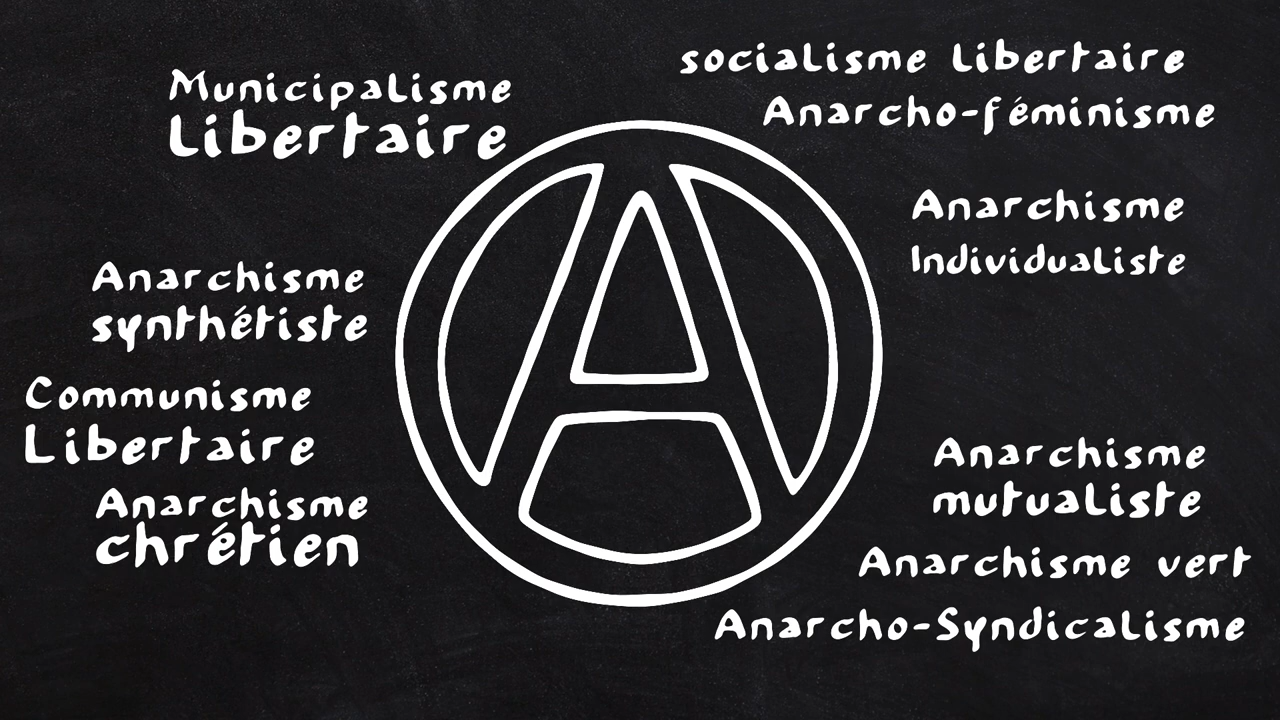 Municipalisme
Libertaire
socialisme Libertaire
Anarcho-féminisme
Anarchisme
Individualiste
Anarchisme
synthétiste
Communisme
Libertaire
Anarchisme
chrétien
Anarchisme
mutualiste
Anarchisme vert
Anarcho-Syndicalisme